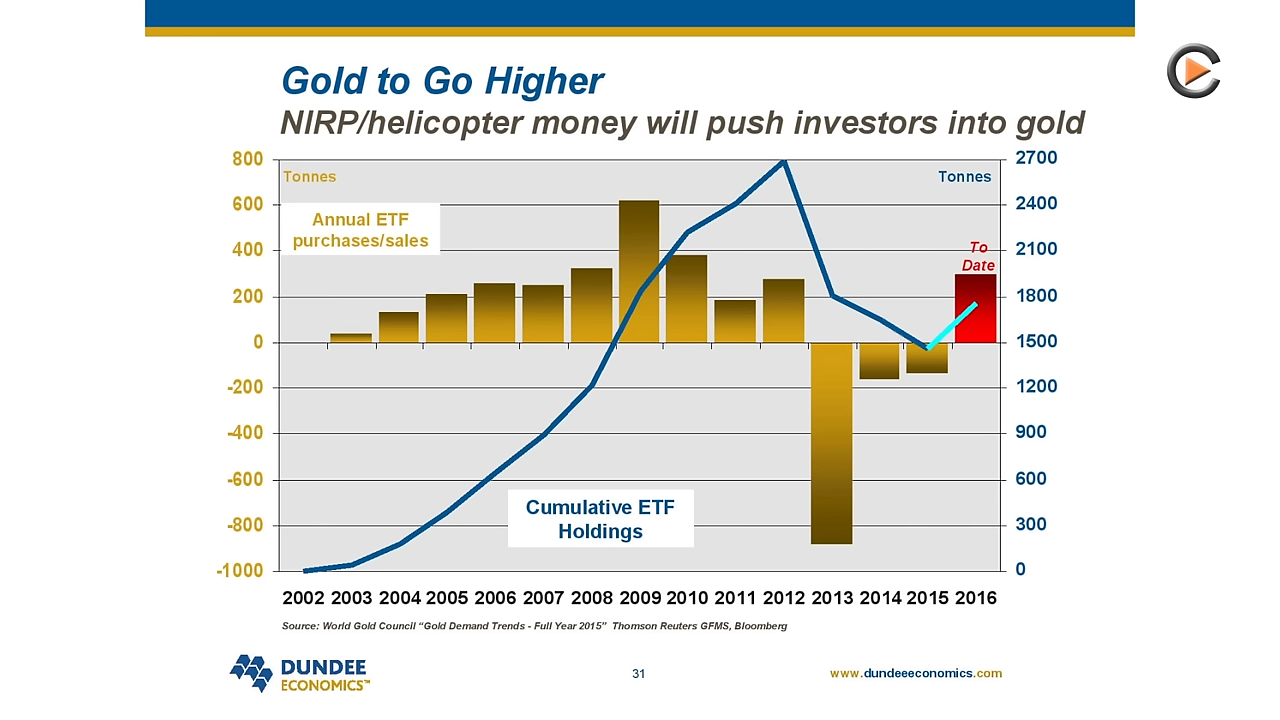 Gold to Go Higher
NIRP/helicopter money will push investors into gold
800
600
400
200
0
-200
-400
-600
-800
-1000
Tonnes
Annual ETF
purchases/sales
Cumulative ETF
Holdings
Tonnes
To
Date
2700
2400
2100
1800
1500
1200
900
600
300
0
2002 2003 2004 2005 2006 2007 2008 2009 2010 2011 2012 2013 2014 2015 2016
Source: World Gold Council “Gold Demand Trends - Full Year 2015” Thomson Reuters GFMS, Bloomberg
DUNDEE
ECONOMICS™
31
www.dundeeeconomics.com